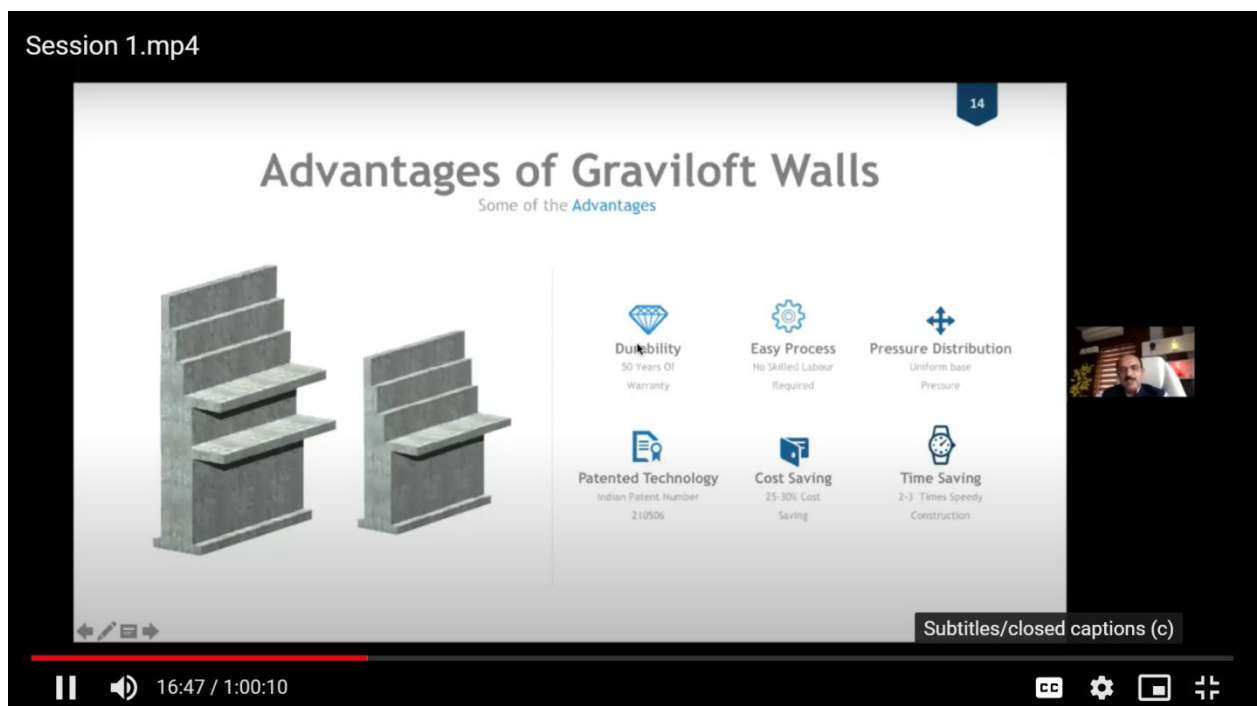 Session 1.mp4
14
Advantages of Graviloft Walls
Some of the Advantages
Durability
50 Years Of
Warranty
Easy Process
No Skilled Labour
Required
Pressure Distribution
Uniform base
Pressure
Patented Technology
Indian Patent Number
210506
Cost Saving
25-30% Cost
Saving
Time Saving
2-3 Times Speedy
Construction
Subtitles/closed captions (c)
16:47 / 1:00:10
CC